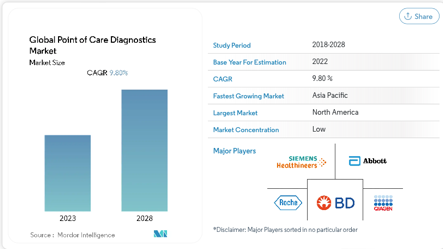 Global Point of Care Diagnostics
Market
Market Size
CAGR 9.80%
2023
2028
Source : Mordor Intelligence
Share
Study Period 2018-2028
Base Year For Estimation 2022
CAGR 9.80 %
Fastest Growing Market Asia Pacific
Largest Market North America
Market Concentration Low
Major Players
SIEMENS
Healthineers
Abbott
Roche
BD
QIAGEN
*Disclaimer: Major Players sorted in no particular order